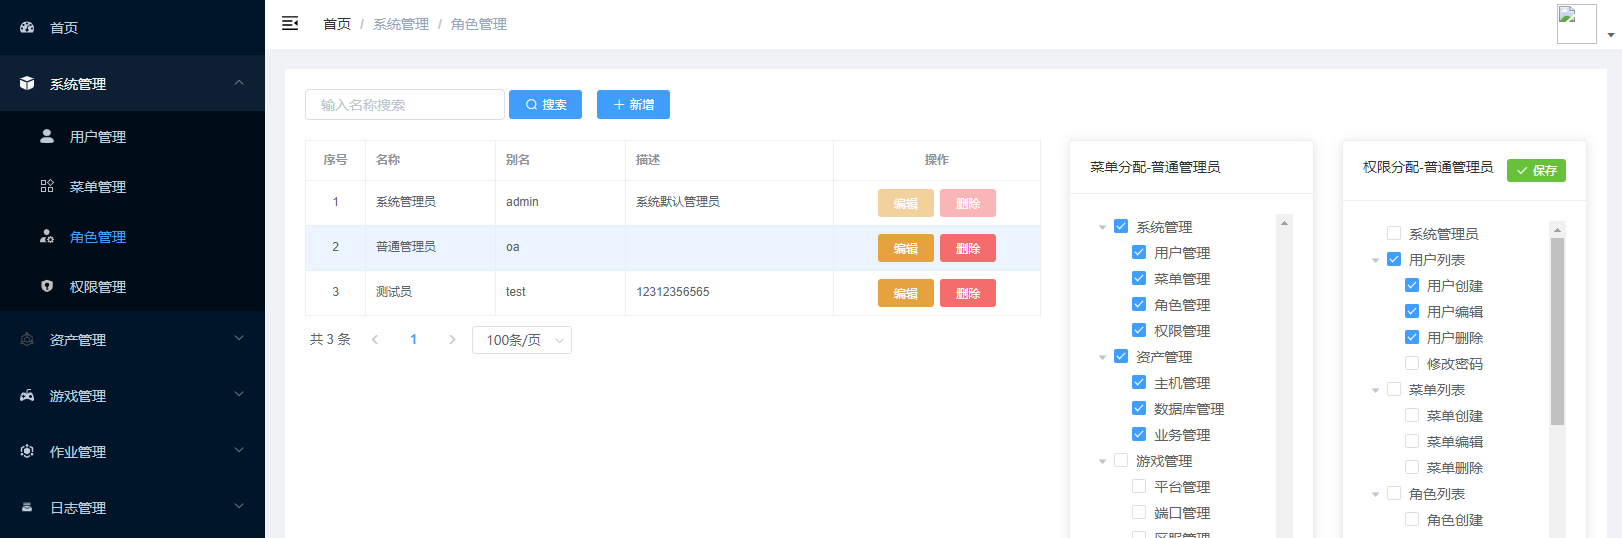 首页
系统管理
用户管理
菜单管理
角色管理
权限管理
资产管理
游戏管理
作业管理
日志管理
首页 / 系统管理 / 角色管理
输入名称搜索 搜索 新增
序号 名称 别名 描述 操作
1 系统管理员 admin 系统默认管理员 编辑 删除
2 普通管理员 oa 编辑 删除
3 测试员 test 12312356565 编辑 删除
共 3 条 1 100条/页
菜单分配-普通管理员
系统管理
用户管理
菜单管理
角色管理
权限管理
资产管理
主机管理
数据库管理
业务管理
游戏管理
平台管理
端口管理
区服管理
权限分配-普通管理员 保存
系统管理员
用户列表
用户创建
用户编辑
用户删除
修改密码
菜单列表
菜单创建
菜单编辑
菜单删除
角色列表
角色创建